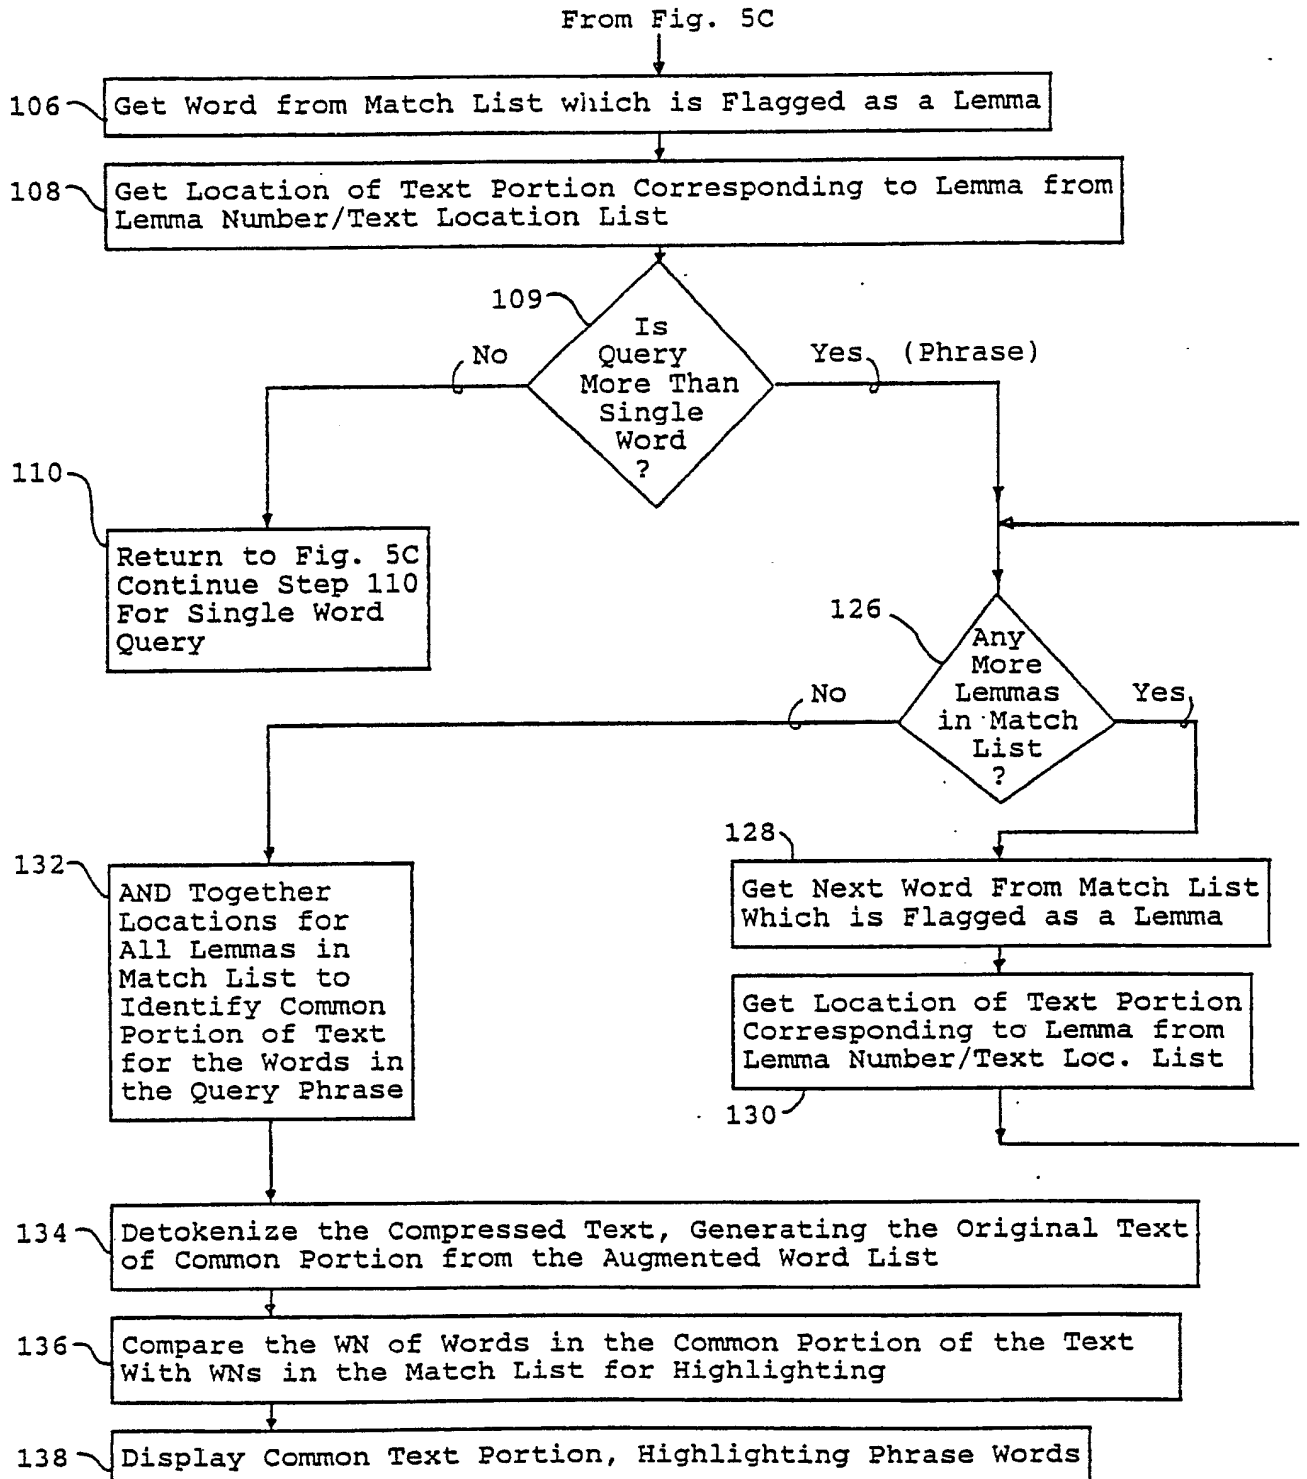 From Fig. 5C
106
Get Word from Match List which is Flagged as a Lemma
108
Get Location of Text Portion Corresponding to Lemma from
Lemma Number/Text Location List
109
Is
Query
More Than
Single
Word
?
No
Yes (Phrase)
110
Return to Fig. 5C
Continue Step 110
For Single Word
Query
126
Any
More
Lemmas
in Match
List
?
No
Yes
128
Get Next Word From Match List
Which is Flagged as a Lemma
Get Location of Text Portion
Corresponding to Lemma from
Lemma Number/Text Loc. List
130
132
AND Together
Locations for
All Lemmas in
Match List to
Identify Common
Portion of Text
for the Words in
the Query Phrase
134
Detokenize the Compressed Text, Generating the Original Text
of Common Portion from the Augmented Word List
136
Compare the WN of Words in the Common Portion of the Text
With WNs in the Match List for Highlighting
138
Display Common Text Portion, Highlighting Phrase Words